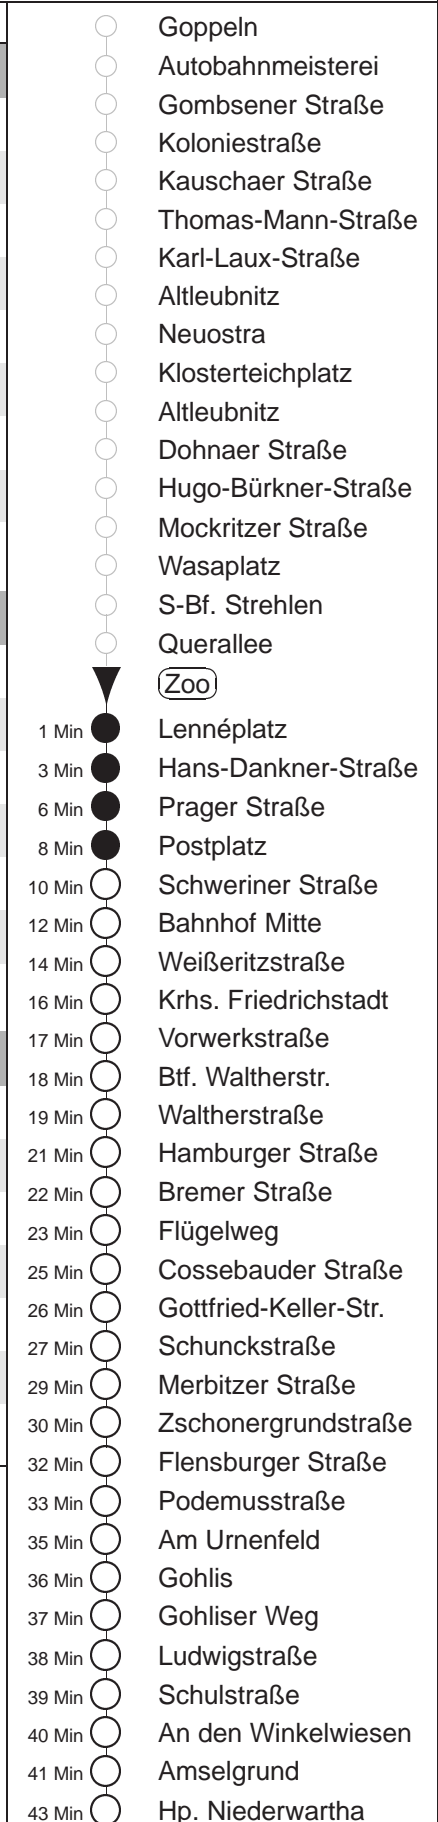 Goppeln
Autobahnmeisterei
Gombsener Straße
Koloniestraße
Kauschaer Straße
Thomas-Mann-Straße
Karl-Laux-Straße
Altleubnitz
Neuostra
Klosterteichplatz
Altleubnitz
Dohnaer Straße
Hugo-Bürkner-Straße
Mockritzer Straße
Wasaplatz
S-Bf. Strehlen
Querallee
Zoo
1 Min Lennéplatz
3 Min Hans-Dankner-Straße
6 Min Prager Straße
8 Min Postplatz
10 Min Schweriner Straße
12 Min Bahnhof Mitte
14 Min Weißeritzstraße
16 Min Krhs. Friedrichstadt
17 Min Vorwerkstraße
18 Min Btf. Waltherstr.
19 Min Waltherstraße
21 Min Hamburger Straße
22 Min Bremer Straße
23 Min Flügelweg
25 Min Cossebauder Straße
26 Min Gottfried-Keller-Str.
27 Min Schunckstraße
29 Min Merbitzer Straße
30 Min Zschonergrundstraße
32 Min Flensburger Straße
33 Min Podemusstraße
35 Min Am Urnenfeld
36 Min Gohlis
37 Min Gohliser Weg
38 Min Ludwigstraße
39 Min Schulstraße
40 Min An den Winkelwiesen
41 Min Amselgrund
43 Min Hp. Niederwartha